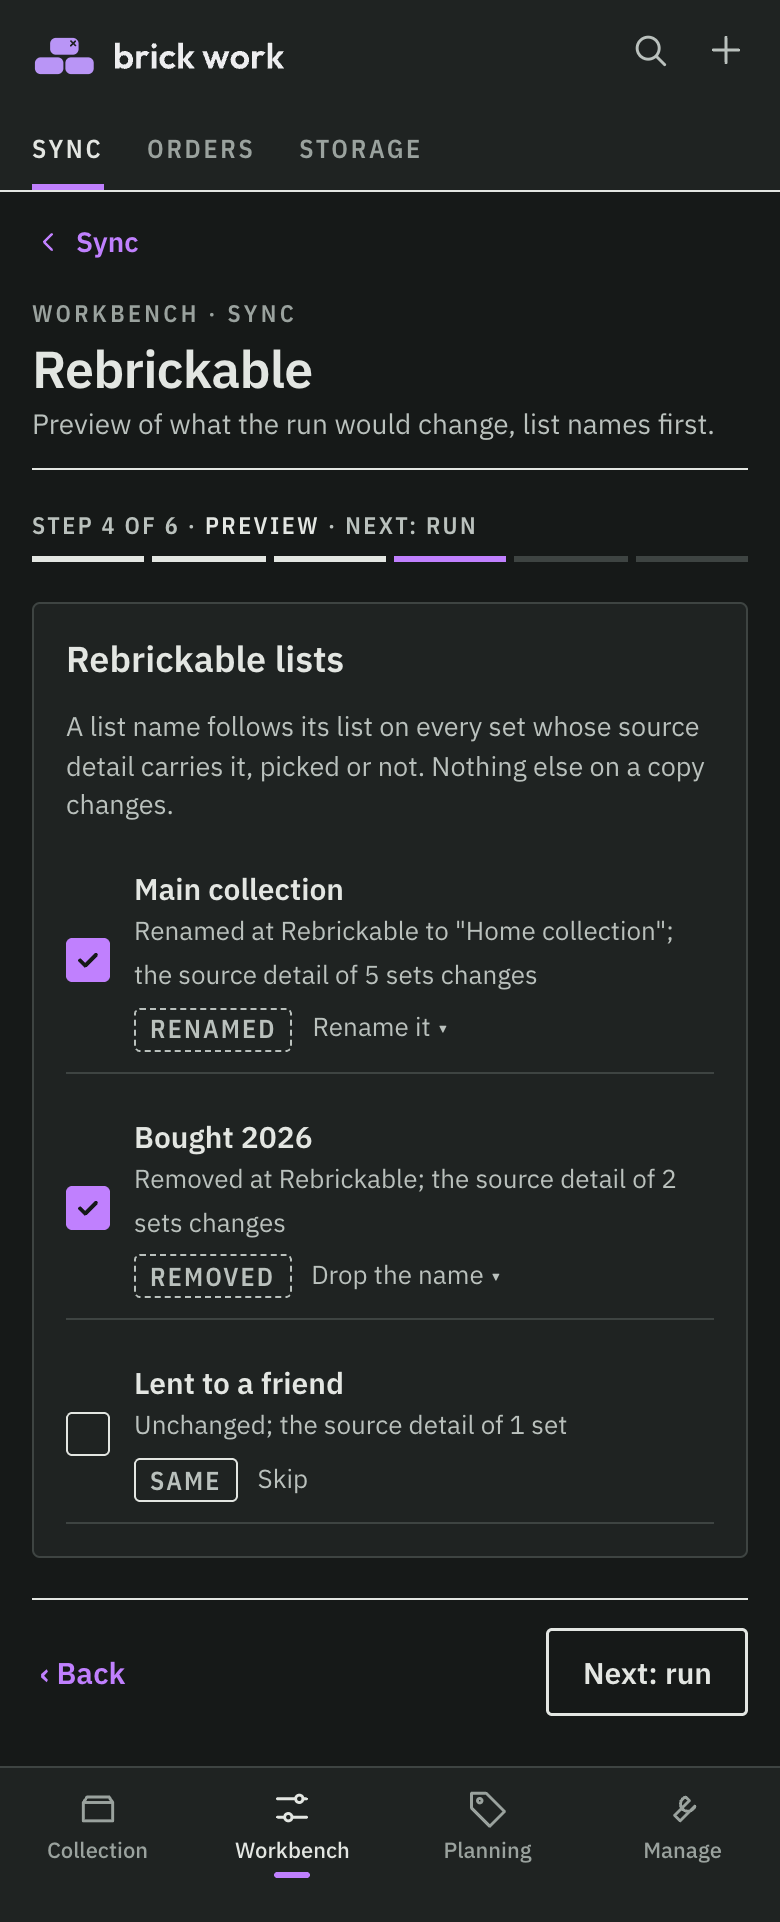 brick work
SYNC ORDERS STORAGE
Sync
WORKBENCH · SYNC
Rebrickable
Preview of what the run would change, list names first.
STEP 4 OF 6 · PREVIEW · NEXT: RUN
Rebrickable lists
A list name follows its list on every set whose source
detail carries it, picked or not. Nothing else on a copy
changes.
Main collection
Renamed at Rebrickable to "Home collection";
the source detail of 5 sets changes
RENAMED Rename it ▾
Bought 2026
Removed at Rebrickable; the source detail of 2
sets changes
REMOVED Drop the name ▾
Lent to a friend
Unchanged; the source detail of 1 set
SAME Skip
‹ Back
Next: run
Collection Workbench Planning Manage